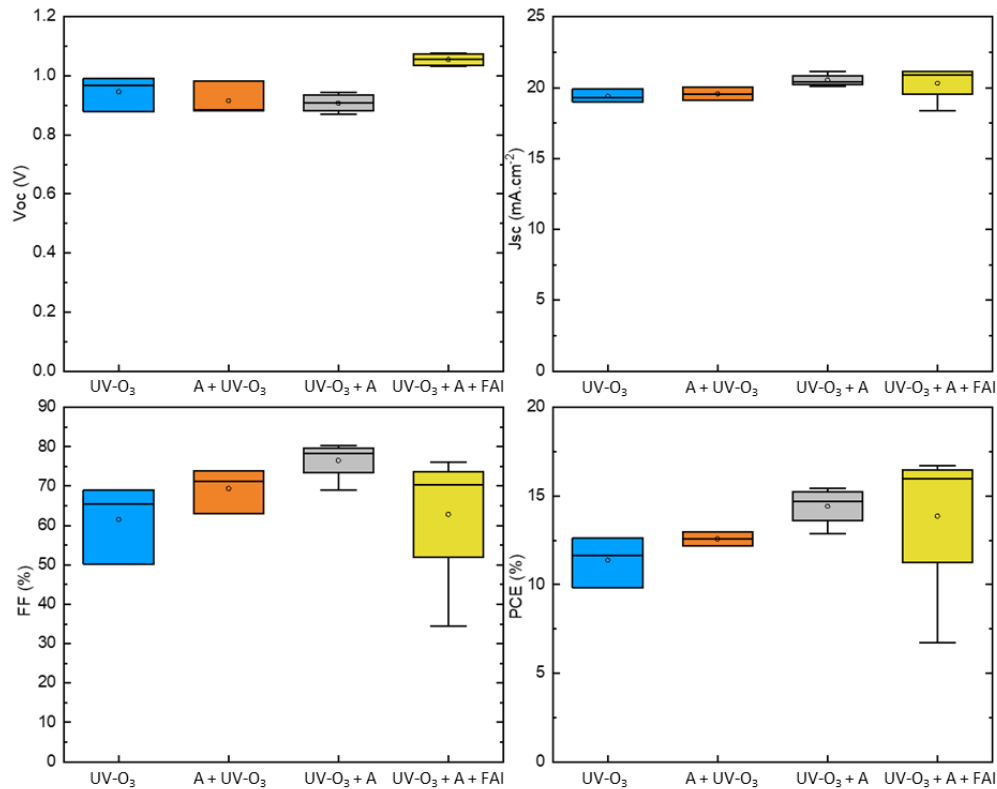 1.2
1.0
0.8
0.6
0.4
0.2
0.0
Voc (V)
UV-O₃
A + UV-O₃
UV-O₃ + A
UV-O₃ + A + FAI
25
20
15
10
5
0
Jsc (mA.cm⁻²)
UV-O₃
A + UV-O₃
UV-O₃ + A
UV-O₃ + A + FAI
90
80
70
60
50
40
30
20
10
0
FF (%)
UV-O₃
A + UV-O₃
UV-O₃ + A
UV-O₃ + A + FAI
20
15
10
5
0
PCE (%)
UV-O₃
A + UV-O₃
UV-O₃ + A
UV-O₃ + A + FAI